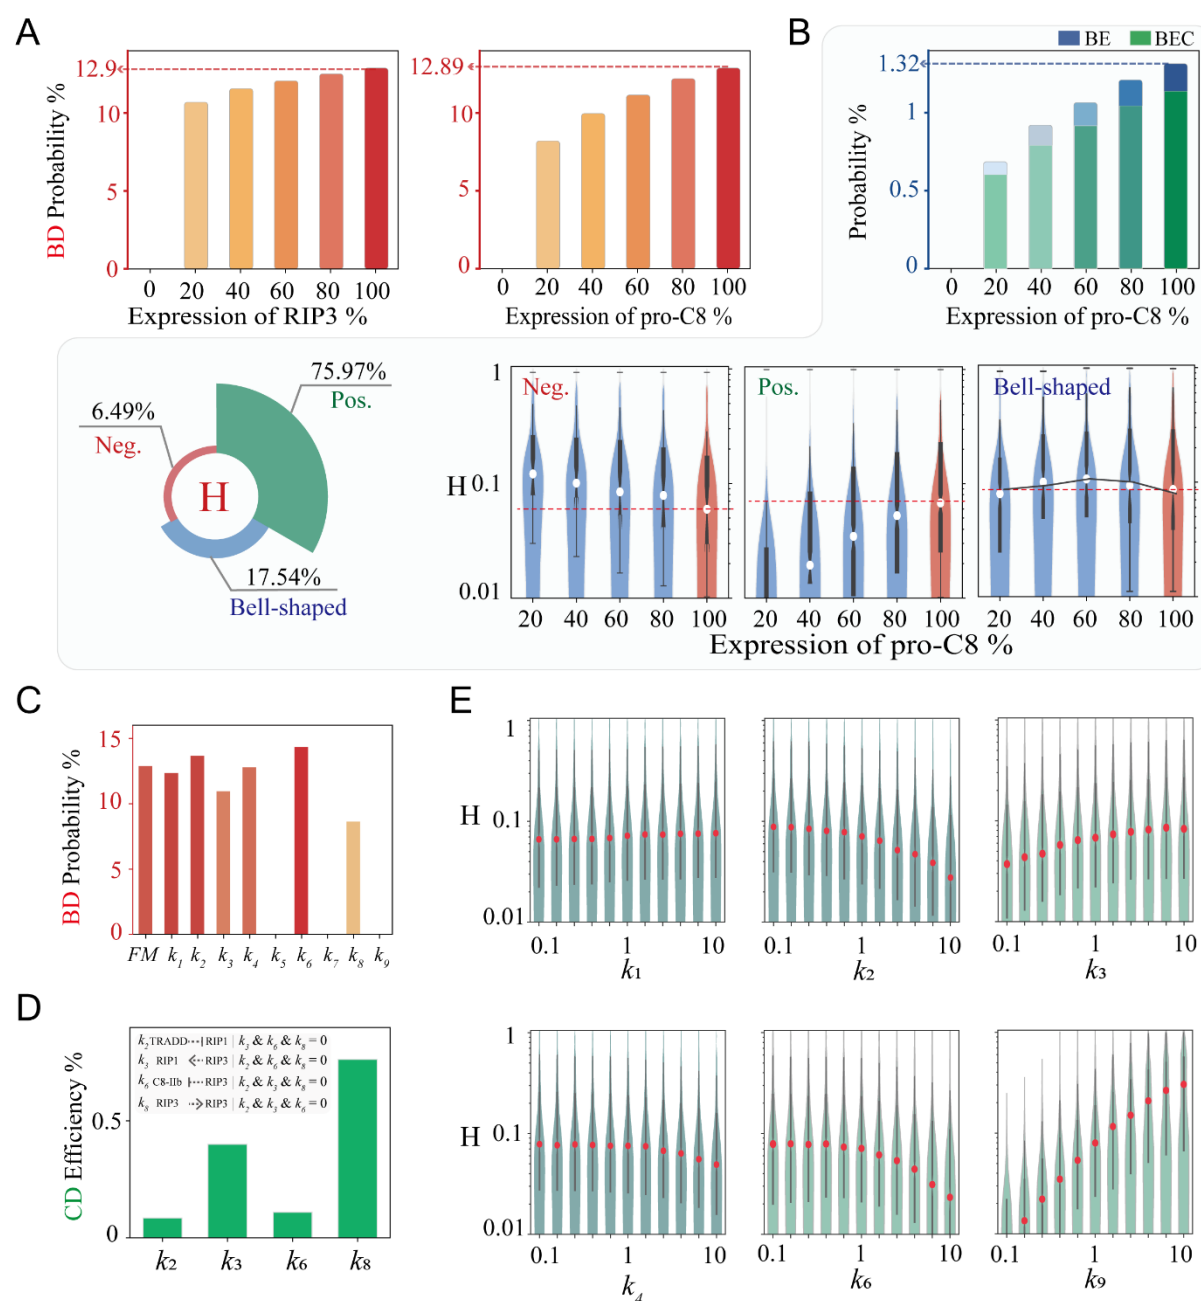 A
BD Probability %
12.9
10
5
0
0 20 40 60 80 100
Expression of RIP3 %
12.89
10
5
0
0 20 40 60 80 100
Expression of pro-C8 %
B
BE BEC
Probability %
1.32
1
0.5
0
0 20 40 60 80 100
Expression of pro-C8 %
75.97%
Pos.
6.49%
Neg.
H
17.54%
Bell-shaped
H
1
0.1
0.01
Neg.
Pos.
Bell-shaped
20 40 60 80 100
20 40 60 80 100
20 40 60 80 100
Expression of pro-C8 %
C
BD Probability %
15
10
5
0
FM k1 k2 k3 k4 k5 k6 k7 k8 k9
D
CD Efficiency %
0.5
0
k2 TRADD RIP1 | k3 & k6 & k8 = 0
k3 RIP1 RIP3 | k2 & k6 & k8 = 0
k6 C8-IIb RIP3 | k2 & k3 & k8 = 0
k8 RIP3 RIP3 | k2 & k3 & k6 = 0
k2 k3 k6 k8
E
H
1
0.1
0.01
0.1 1 10
k1
0.1 1 10
k2
0.1 1 10
k3
H
1
0.1
0.01
0.1 1 10
k4
0.1 1 10
k6
0.1 1 10
k9